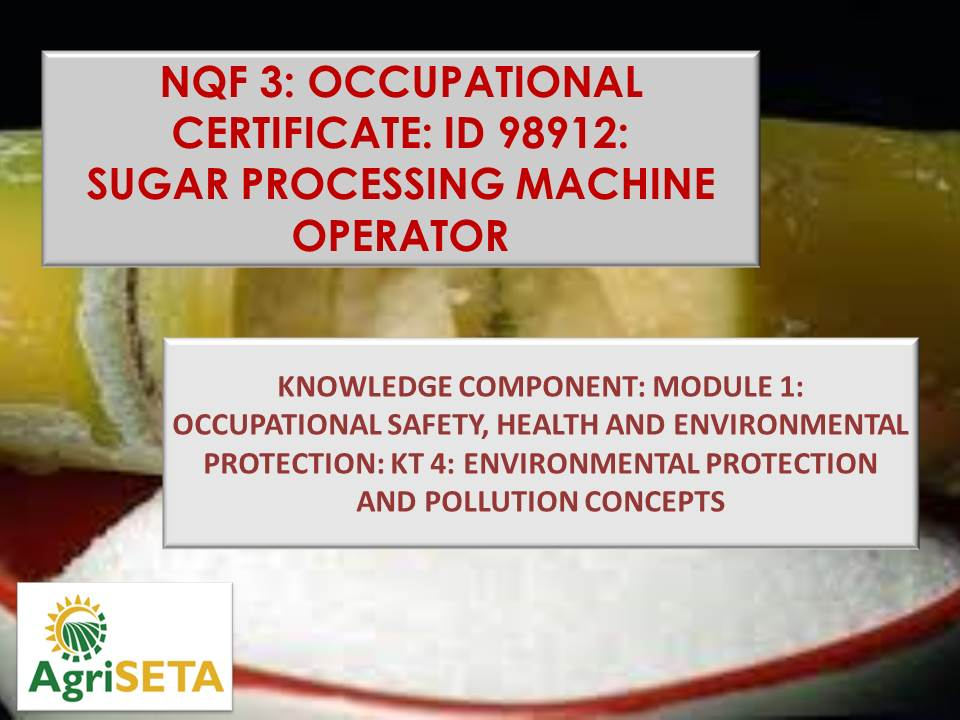 NQF 3: OCCUPATIONAL
CERTIFICATE: ID 98912:
SUGAR PROCESSING MACHINE
OPERATOR
KNOWLEDGE COMPONENT: MODULE 1:
OCCUPATIONAL SAFETY, HEALTH AND ENVIRONMENTAL
PROTECTION: KT 4: ENVIRONMENTAL PROTECTION
AND POLLUTION CONCEPTS
AgriSETA